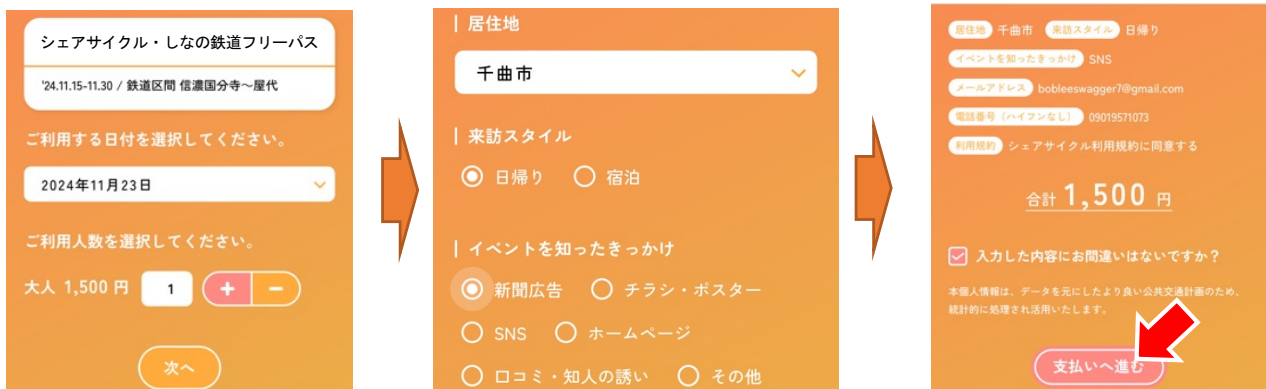 シェアサイクル・しなの鉄道フリーパス
'24.11.15-11.30 / 鉄道区間 信濃国分寺～屋代
ご利用する日付を選択してください。
2024年11月23日
ご利用人数を選択してください。
大人 1,500 円 1 + −
次へ
居住地
千曲市
来訪スタイル
日帰り 宿泊
イベントを知ったきっかけ
新聞広告 チラシ・ポスター
SNS ホームページ
口コミ・知人の誘い その他
居住地 千曲市 来訪スタイル 日帰り
イベントを知ったきっかけ SNS
メールアドレス bobleeswagger7@gmail.com
電話番号（ハイフンなし） 09019571073
利用規約 シェアサイクル利用規約に同意する
合計 1,500 円
入力した内容にお間違いはないですか？
本個人情報は、データを元にしたより良い公共交通計画のため、
統計的に処理され活用いたします。
支払いへ進む